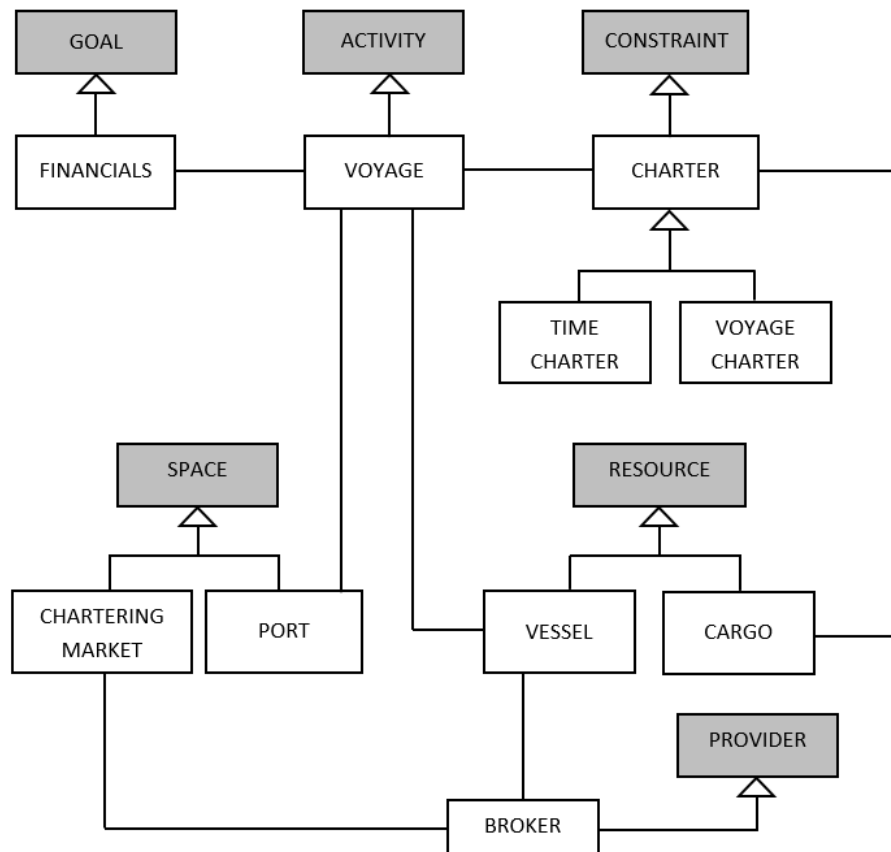 GOAL
ACTIVITY
CONSTRAINT
FINANCIALS
VOYAGE
CHARTER
TIME
CHARTER
VOYAGE
CHARTER
SPACE
RESOURCE
CHARTERING
MARKET
PORT
VESSEL
CARGO
PROVIDER
BROKER